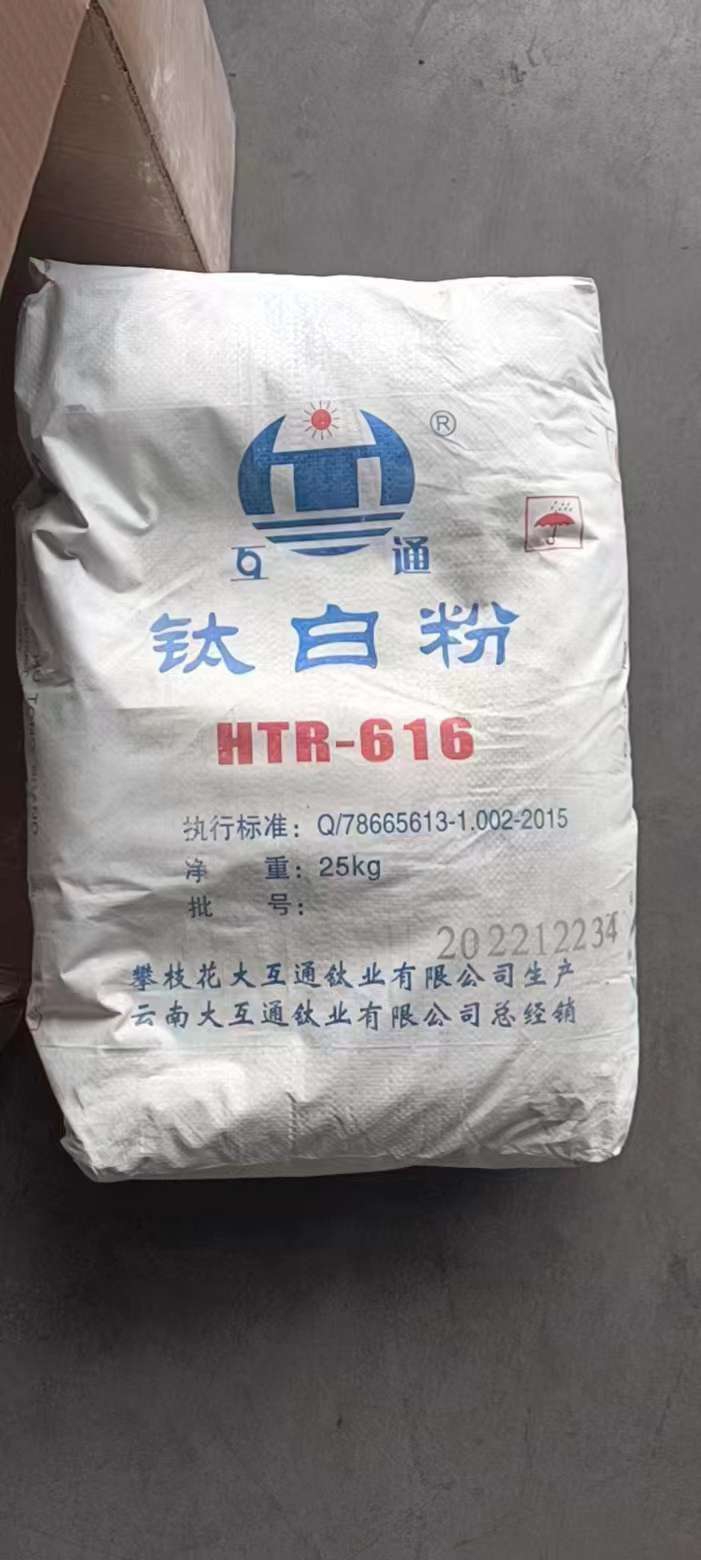 ®
互通
钛白粉
HTR-616
执行标准：Q/78665613-1.002-2015
净 重：25kg
批 号：
202212234
攀枝花大互通钛业有限公司生产
云南大互通钛业有限公司总经销